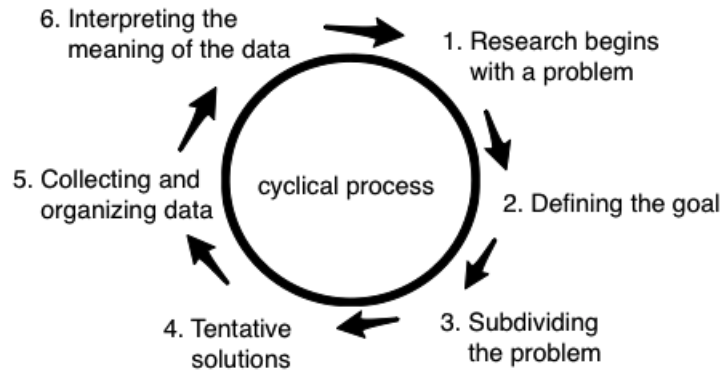 6. Interpreting the
meaning of the data
1. Research begins
with a problem
5. Collecting and
organizing data
cyclical process
2. Defining the goal
4. Tentative
solutions
3. Subdividing
the problem